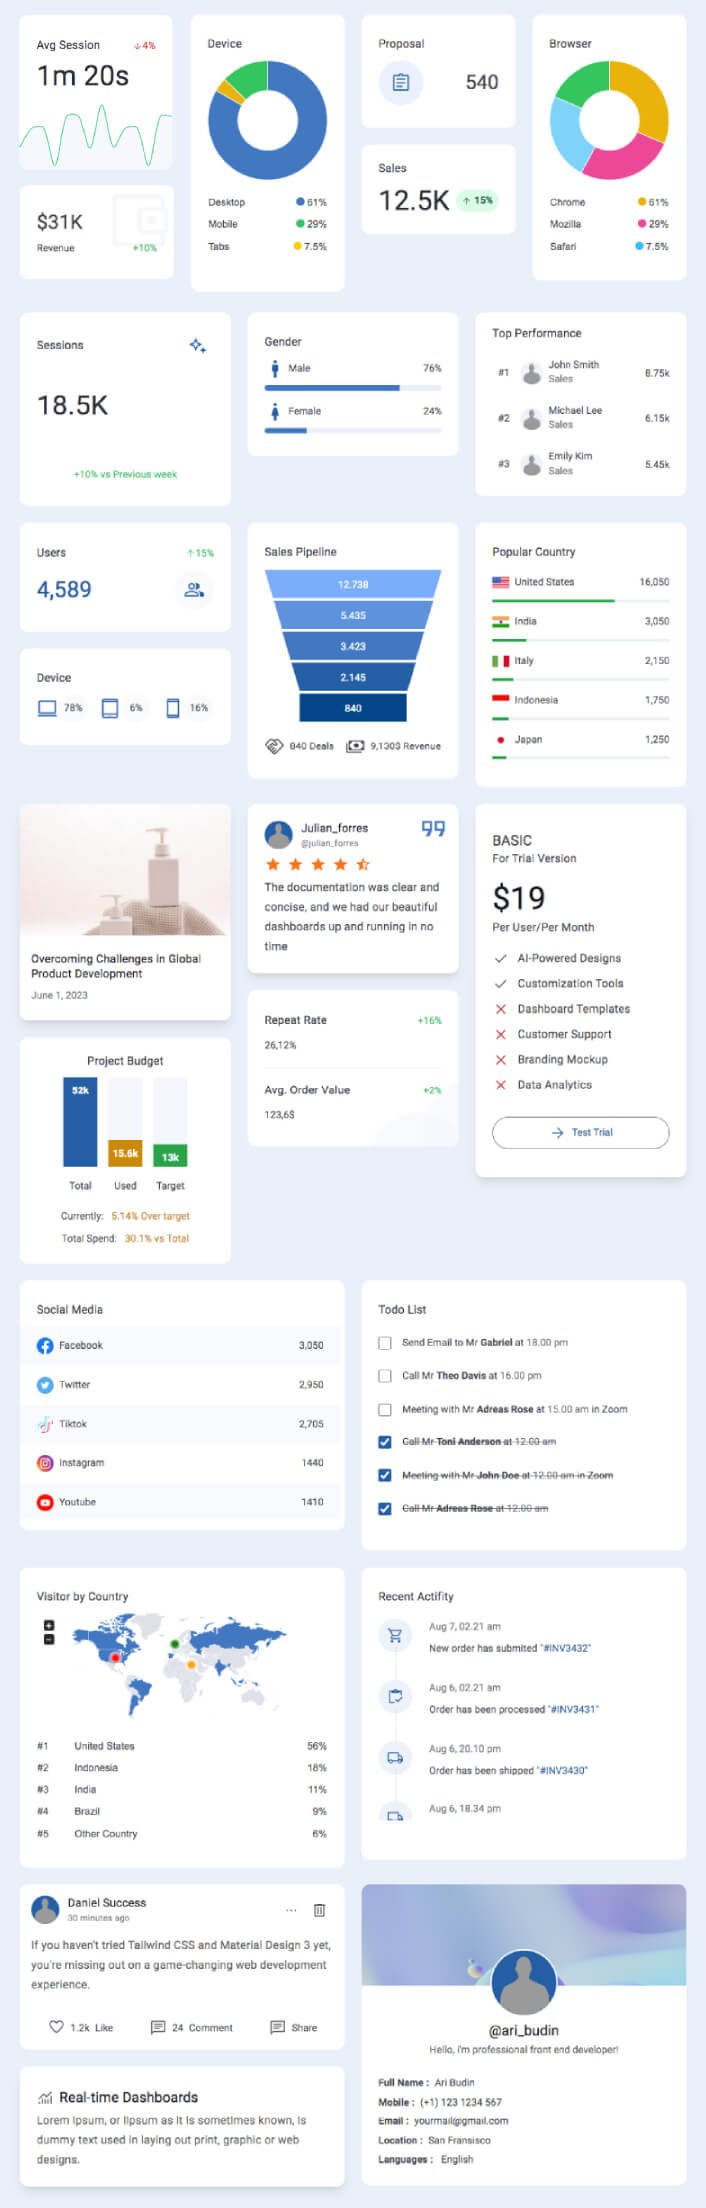 Avg Session
↓4%
1m 20s
$31K
Revenue
+10%
Device
Desktop
61%
Mobile
29%
Tabs
7.5%
Proposal
540
Sales
12.5K
↑ 15%
Browser
Chrome
61%
Mozilla
29%
Safari
7.5%
Sessions
18.5K
+10% vs Previous week
Gender
Male
76%
Female
24%
Top Performance
#1
John Smith
Sales
8.75k
#2
Michael Lee
Sales
6.15k
#3
Emily Kim
Sales
5.45k
Users
↑15%
4,589
Device
78%
6%
16%
Sales Pipeline
12.738
5.435
3.423
2.145
840
840 Deals
9,130$ Revenue
Popular Country
United States
16,050
India
3,050
Italy
2,150
Indonesia
1,750
Japan
1,250
Overcoming Challenges in Global
Product Development
June 1, 2023
Julian_forres
@julian_forres
The documentation was clear and
concise, and we had our beautiful
dashboards up and running in no
time
BASIC
For Trial Version
$19
Per User/Per Month
AI-Powered Designs
Customization Tools
Dashboard Templates
Customer Support
Branding Mockup
Data Analytics
Test Trial
Repeat Rate
+16%
26,12%
Avg. Order Value
+2%
123,6$
Project Budget
52k
15.6k
13k
Total
Used
Target
Currently: 5.14% Over target
Total Spend: 30.1% vs Total
Social Media
Facebook
3,050
Twitter
2,950
Tiktok
2,705
Instagram
1440
Youtube
1410
Todo List
Send Email to Mr Gabriel at 18.00 pm
Call Mr Theo Davis at 16.00 pm
Meeting with Mr Adreas Rose at 15.00 am in Zoom
Call Mr Toni Anderson at 12.00 am
Meeting with Mr John Doe at 12.00 am in Zoom
Call Mr Adreas Rose at 12.00 am
Visitor by Country
+
−
#1
United States
56%
#2
Indonesia
18%
#3
India
11%
#4
Brazil
9%
#5
Other Country
6%
Recent Actifity
Aug 7, 02.21 am
New order has submited "#INV3432"
Aug 6, 02.21 am
Order has been processed "#INV3431"
Aug 6, 20.10 pm
Order has been shipped "#INV3430"
Aug 6, 18.34 pm
Daniel Success
30 minutes ago
If you haven't tried Tailwind CSS and Material Design 3 yet,
you're missing out on a game-changing web development
experience.
1.2k Like
24 Comment
Share
Real-time Dashboards
Lorem Ipsum, or lipsum as it is sometimes known, is
dummy text used in laying out print, graphic or web
designs.
@ari_budin
Hello, i'm professional front end developer!
Full Name : Ari Budin
Mobile : (+1) 123 1234 567
Email : yourmail@gmail.com
Location : San Fransisco
Languages : English